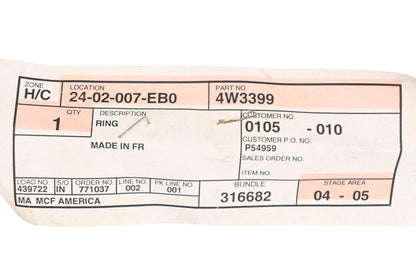 ZONE LOCATION PART NO.
H/C 24-02-007-EB0 4W3399
QTY DESCRIPTION CUSTOMER NO.
1 RING 0105 -010
CUSTOMER P.O. NO.
MADE IN FR P54959
SALES ORDER NO.
ITEM NO.
LOAD NO. S/O ORDER NO. LINE NO. PK LINE NO. BUNDLE STAGE AREA
439722 IN 771037 002 001 316682 04 - 05
MA MCF AMERICA